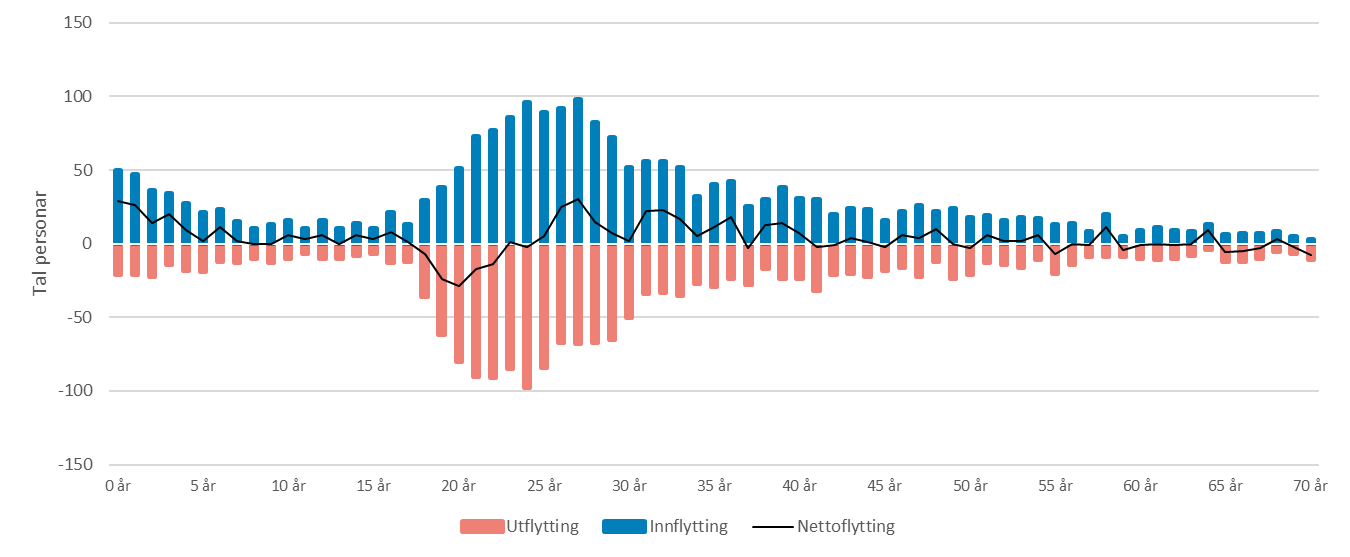 150
100
50
0
-50
-100
-150
Tal personar
0 år 5 år 10 år 15 år 20 år 25 år 30 år 35 år 40 år 45 år 50 år 55 år 60 år 65 år 70 år
Utflytting Innflytting Nettoflytting